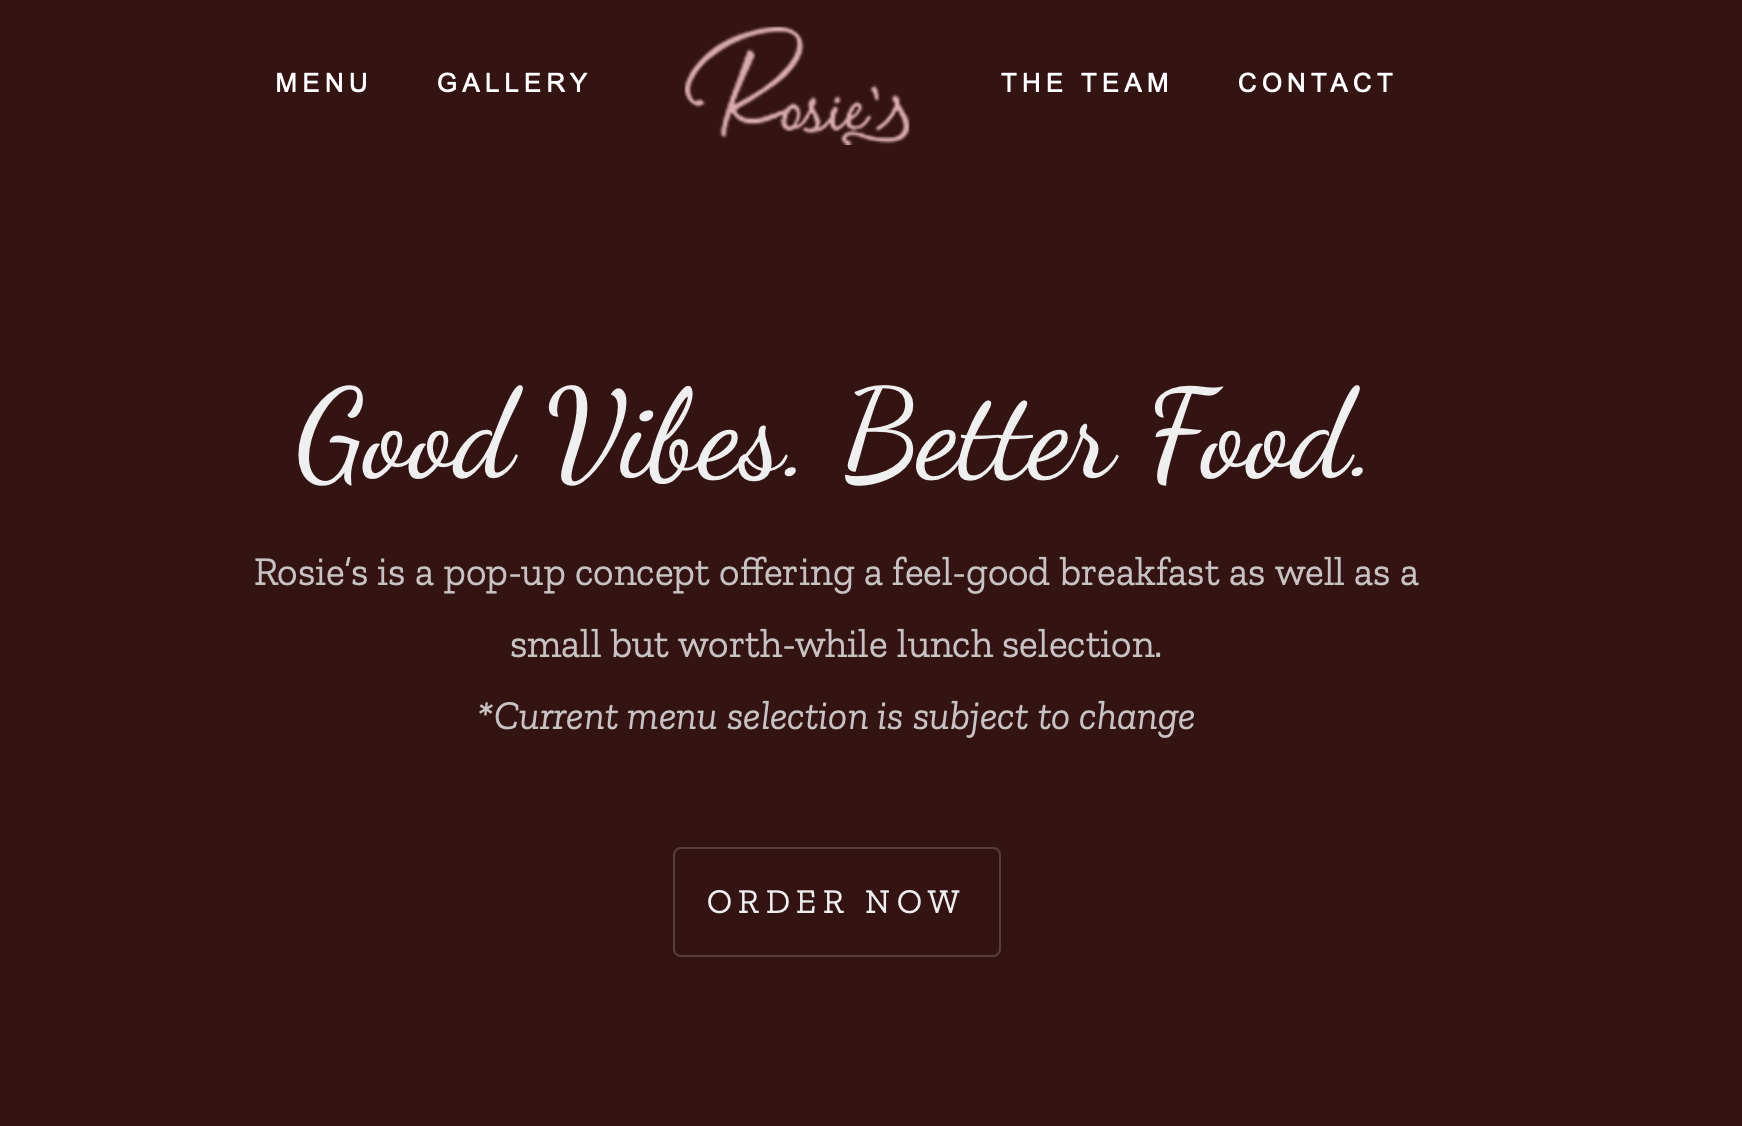 MENU GALLERY Rosie's THE TEAM CONTACT
Good Vibes. Better Food.
Rosie’s is a pop-up concept offering a feel-good breakfast as well as a
small but worth-while lunch selection.
*Current menu selection is subject to change
ORDER NOW